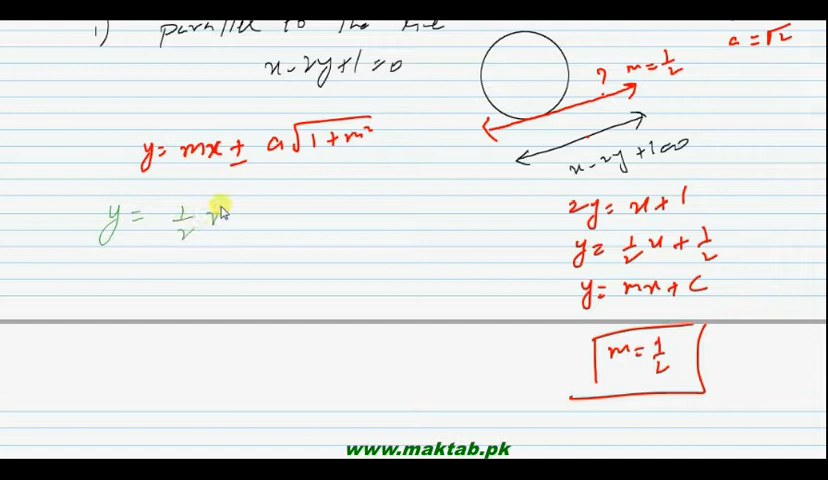 i) parallel to the line
a = √2
x - 2y + 1 = 0
? m = 1/2
y = mx ± a√1 + m²
x - 2y + 1 = 0
y = 1/2 x
2y = x + 1
y = 1/2 x + 1/2
y = mx + c
m = 1/2
www.maktab.pk